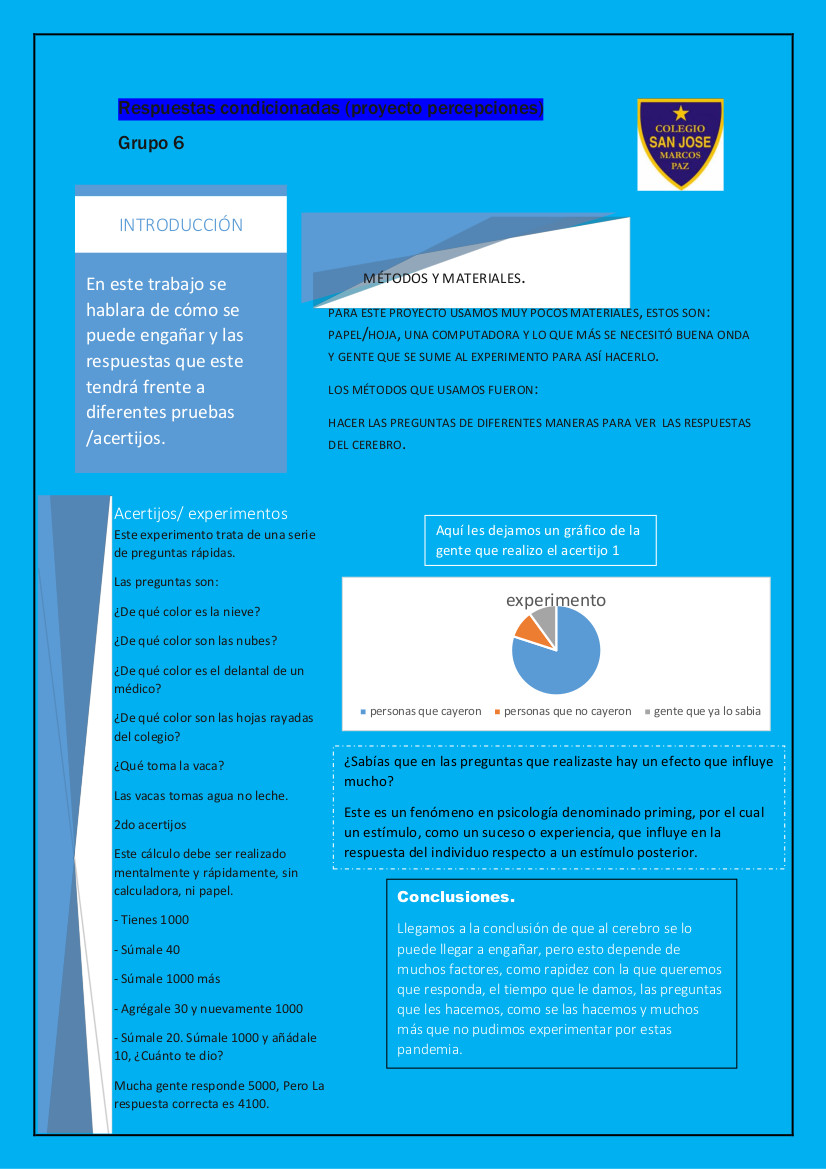 Respuestas condicionadas (proyecto percepciones)
Grupo 6
COLEGIO
SAN JOSE
MARCOS
PAZ
INTRODUCCIÓN
En este trabajo se
hablara de cómo se
puede engañar y las
respuestas que este
tendrá frente a
diferentes pruebas
/acertijos.
MÉTODOS Y MATERIALES.
PARA ESTE PROYECTO USAMOS MUY POCOS MATERIALES, ESTOS SON:
PAPEL/HOJA, UNA COMPUTADORA Y LO QUE MÁS SE NECESITÓ BUENA ONDA
Y GENTE QUE SE SUME AL EXPERIMENTO PARA ASÍ HACERLO.
LOS MÉTODOS QUE USAMOS FUERON:
HACER LAS PREGUNTAS DE DIFERENTES MANERAS PARA VER LAS RESPUESTAS
DEL CEREBRO.
Acertijos/ experimentos
Este experimento trata de una serie
de preguntas rápidas.
Las preguntas son:
¿De qué color es la nieve?
¿De qué color son las nubes?
¿De qué color es el delantal de un
médico?
¿De qué color son las hojas rayadas
del colegio?
¿Qué toma la vaca?
Las vacas tomas agua no leche.
2do acertijos
Este cálculo debe ser realizado
mentalmente y rápidamente, sin
calculadora, ni papel.
- Tienes 1000
- Súmale 40
- Súmale 1000 más
- Agrégale 30 y nuevamente 1000
- Súmale 20. Súmale 1000 y añádale
10, ¿Cuánto te dio?
Mucha gente responde 5000, Pero La
respuesta correcta es 4100.
Aquí les dejamos un gráfico de la
gente que realizo el acertijo 1
experimento
personas que cayeron personas que no cayeron gente que ya lo sabia
¿Sabías que en las preguntas que realizaste hay un efecto que influye
mucho?
Este es un fenómeno en psicología denominado priming, por el cual
un estímulo, como un suceso o experiencia, que influye en la
respuesta del individuo respecto a un estímulo posterior.
Conclusiones.
Llegamos a la conclusión de que al cerebro se lo
puede llegar a engañar, pero esto depende de
muchos factores, como rapidez con la que queremos
que responda, el tiempo que le damos, las preguntas
que les hacemos, como se las hacemos y muchos
más que no pudimos experimentar por estas
pandemia.